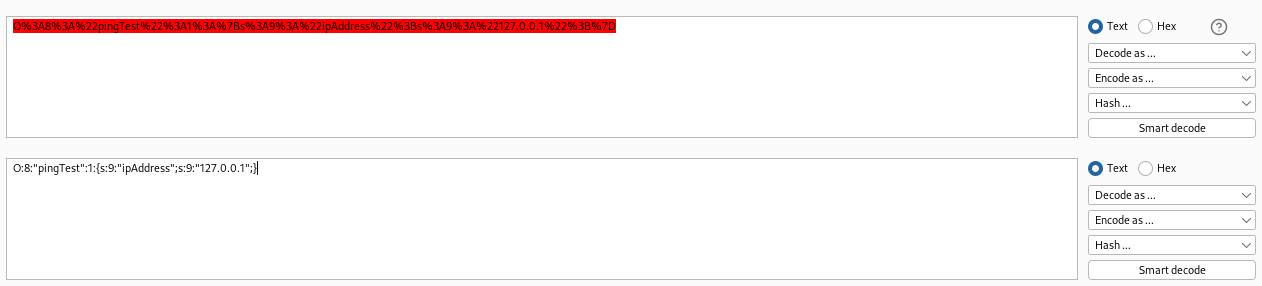 O%3A8%3A%22pingTest%22%3A1%3A%7Bs%3A9%3A%22ipAddress%22%3Bs%3A9%3A%22127.0.0.1%22%3B%7D
Text Hex ?
Decode as ...
Encode as ...
Hash ...
Smart decode
O:8:"pingTest":1:{s:9:"ipAddress";s:9:"127.0.0.1";}
Text Hex
Decode as ...
Encode as ...
Hash ...
Smart decode